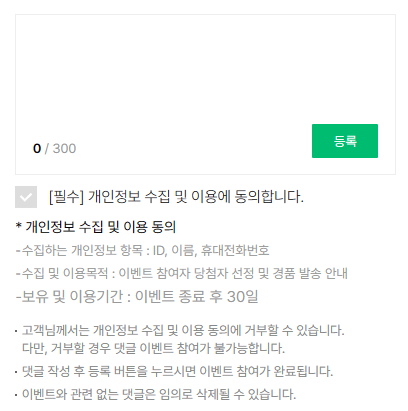 등록
0 / 300
[필수] 개인정보 수집 및 이용에 동의합니다.
* 개인정보 수집 및 이용 동의
-수집하는 개인정보 항목 : ID, 이름, 휴대전화번호
-수집 및 이용목적 : 이벤트 참여자 당첨자 선정 및 경품 발송 안내
-보유 및 이용기간 : 이벤트 종료 후 30일
· 고객님께서는 개인정보 수집 및 이용 동의에 거부할 수 있습니다.
다만, 거부할 경우 댓글 이벤트 참여가 불가능합니다.
· 댓글 작성 후 등록 버튼을 누르시면 이벤트 참여가 완료됩니다.
· 이벤트와 관련 없는 댓글은 임의로 삭제될 수 있습니다.